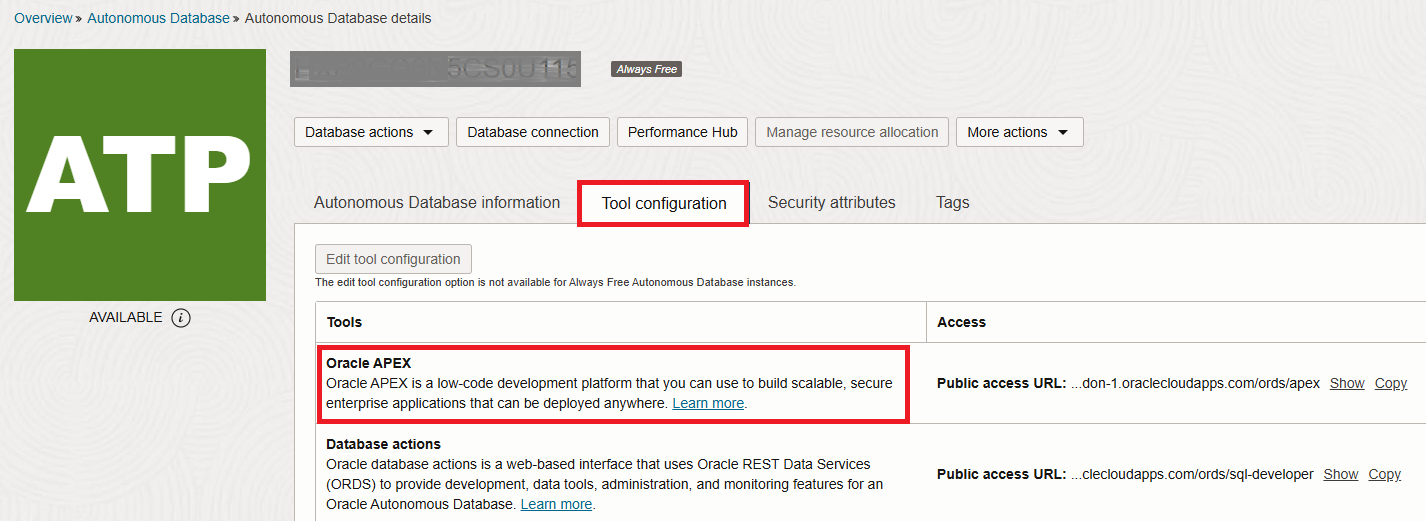 Overview » Autonomous Database » Autonomous Database details
ATP
Always Free
Database actions
Database connection
Performance Hub
Manage resource allocation
More actions
Autonomous Database information
Tool configuration
Security attributes
Tags
Edit tool configuration
The edit tool configuration option is not available for Always Free Autonomous Database instances.
AVAILABLE
Tools
Access
Oracle APEX
Oracle APEX is a low-code development platform that you can use to build scalable, secure
enterprise applications that can be deployed anywhere. Learn more.
Public access URL: ...don-1.oraclecloudapps.com/ords/apex Show Copy
Database actions
Oracle database actions is a web-based interface that uses Oracle REST Data Services
(ORDS) to provide development, data tools, administration, and monitoring features for an
Oracle Autonomous Database. Learn more.
Public access URL: ...clecloudapps.com/ords/sql-developer Show Copy